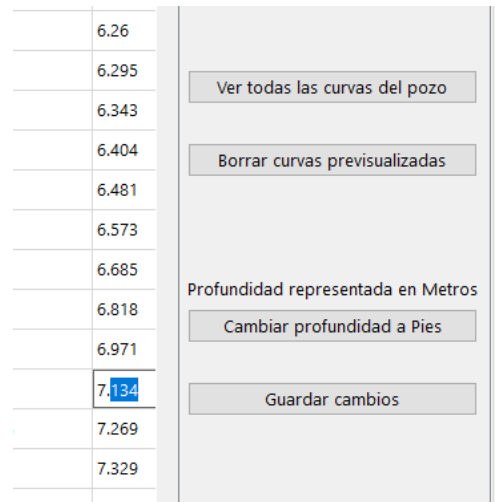 6.26
6.295
6.343
6.404
6.481
6.573
6.685
6.818
6.971
7.134
7.269
7.329
Ver todas las curvas del pozo
Borrar curvas previsualizadas
Profundidad representada en Metros
Cambiar profundidad a Pies
Guardar cambios